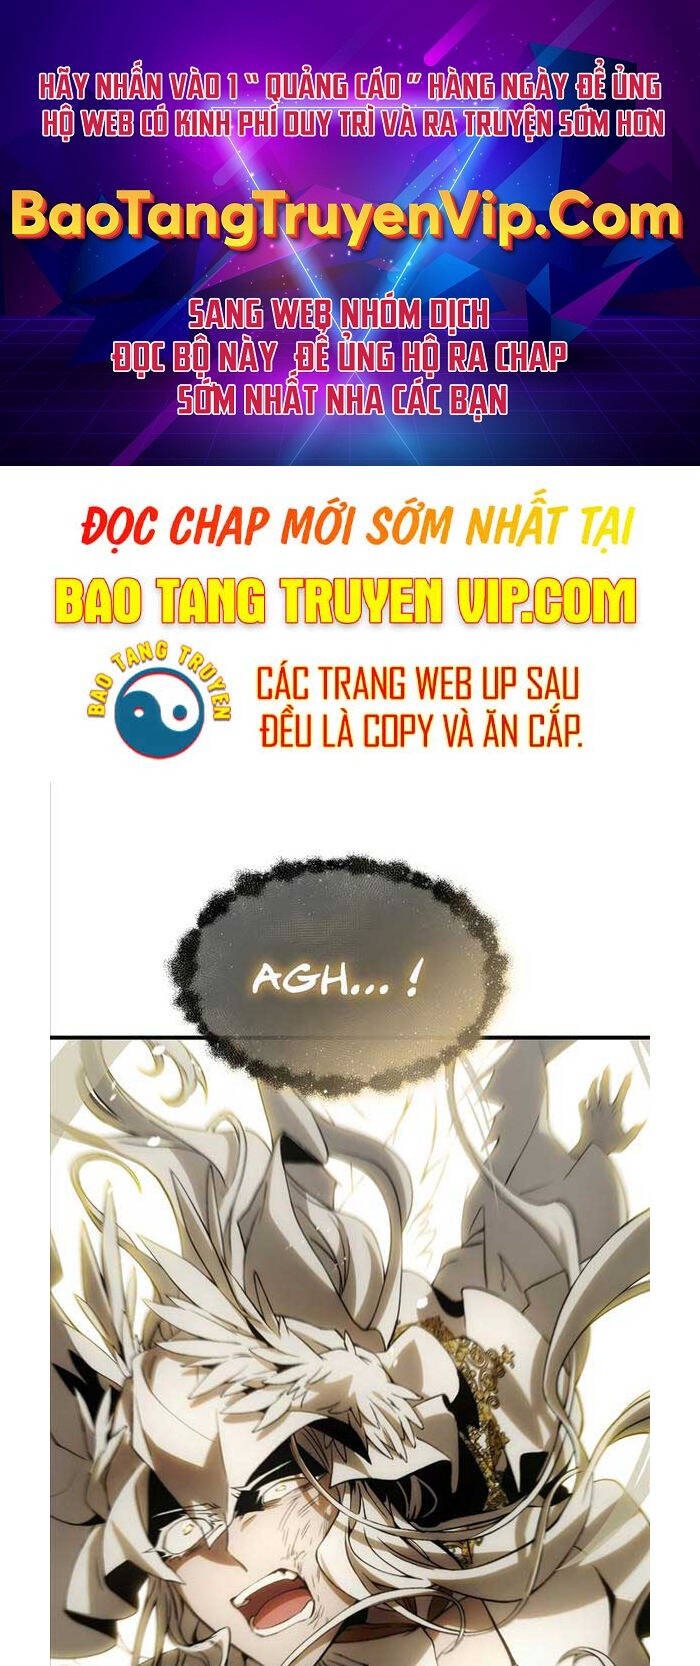 HÃY NHẤN VÀO 1 “ QUẢNG CÁO ” HÀNG NGÀY ĐỂ ỦNG
HỘ WEB CÓ KINH PHÍ DUY TRÌ VÀ RA TRUYỆN SỚM HƠN
BaoTangTruyenVip.Com
SANG WEB NHÓM DỊCH
ĐỌC BỘ NÀY ĐỂ ỦNG HỘ RA CHAP
SỚM NHẤT NHA CÁC BẠN
ĐỌC CHAP MỚI SỚM NHẤT TẠI
BAO TANG TRUYEN VIP.COM
BAO TANG TRUYEN
CÁC TRANG WEB UP SAU
ĐỀU LÀ COPY VÀ ĂN CẮP.
AGH... !